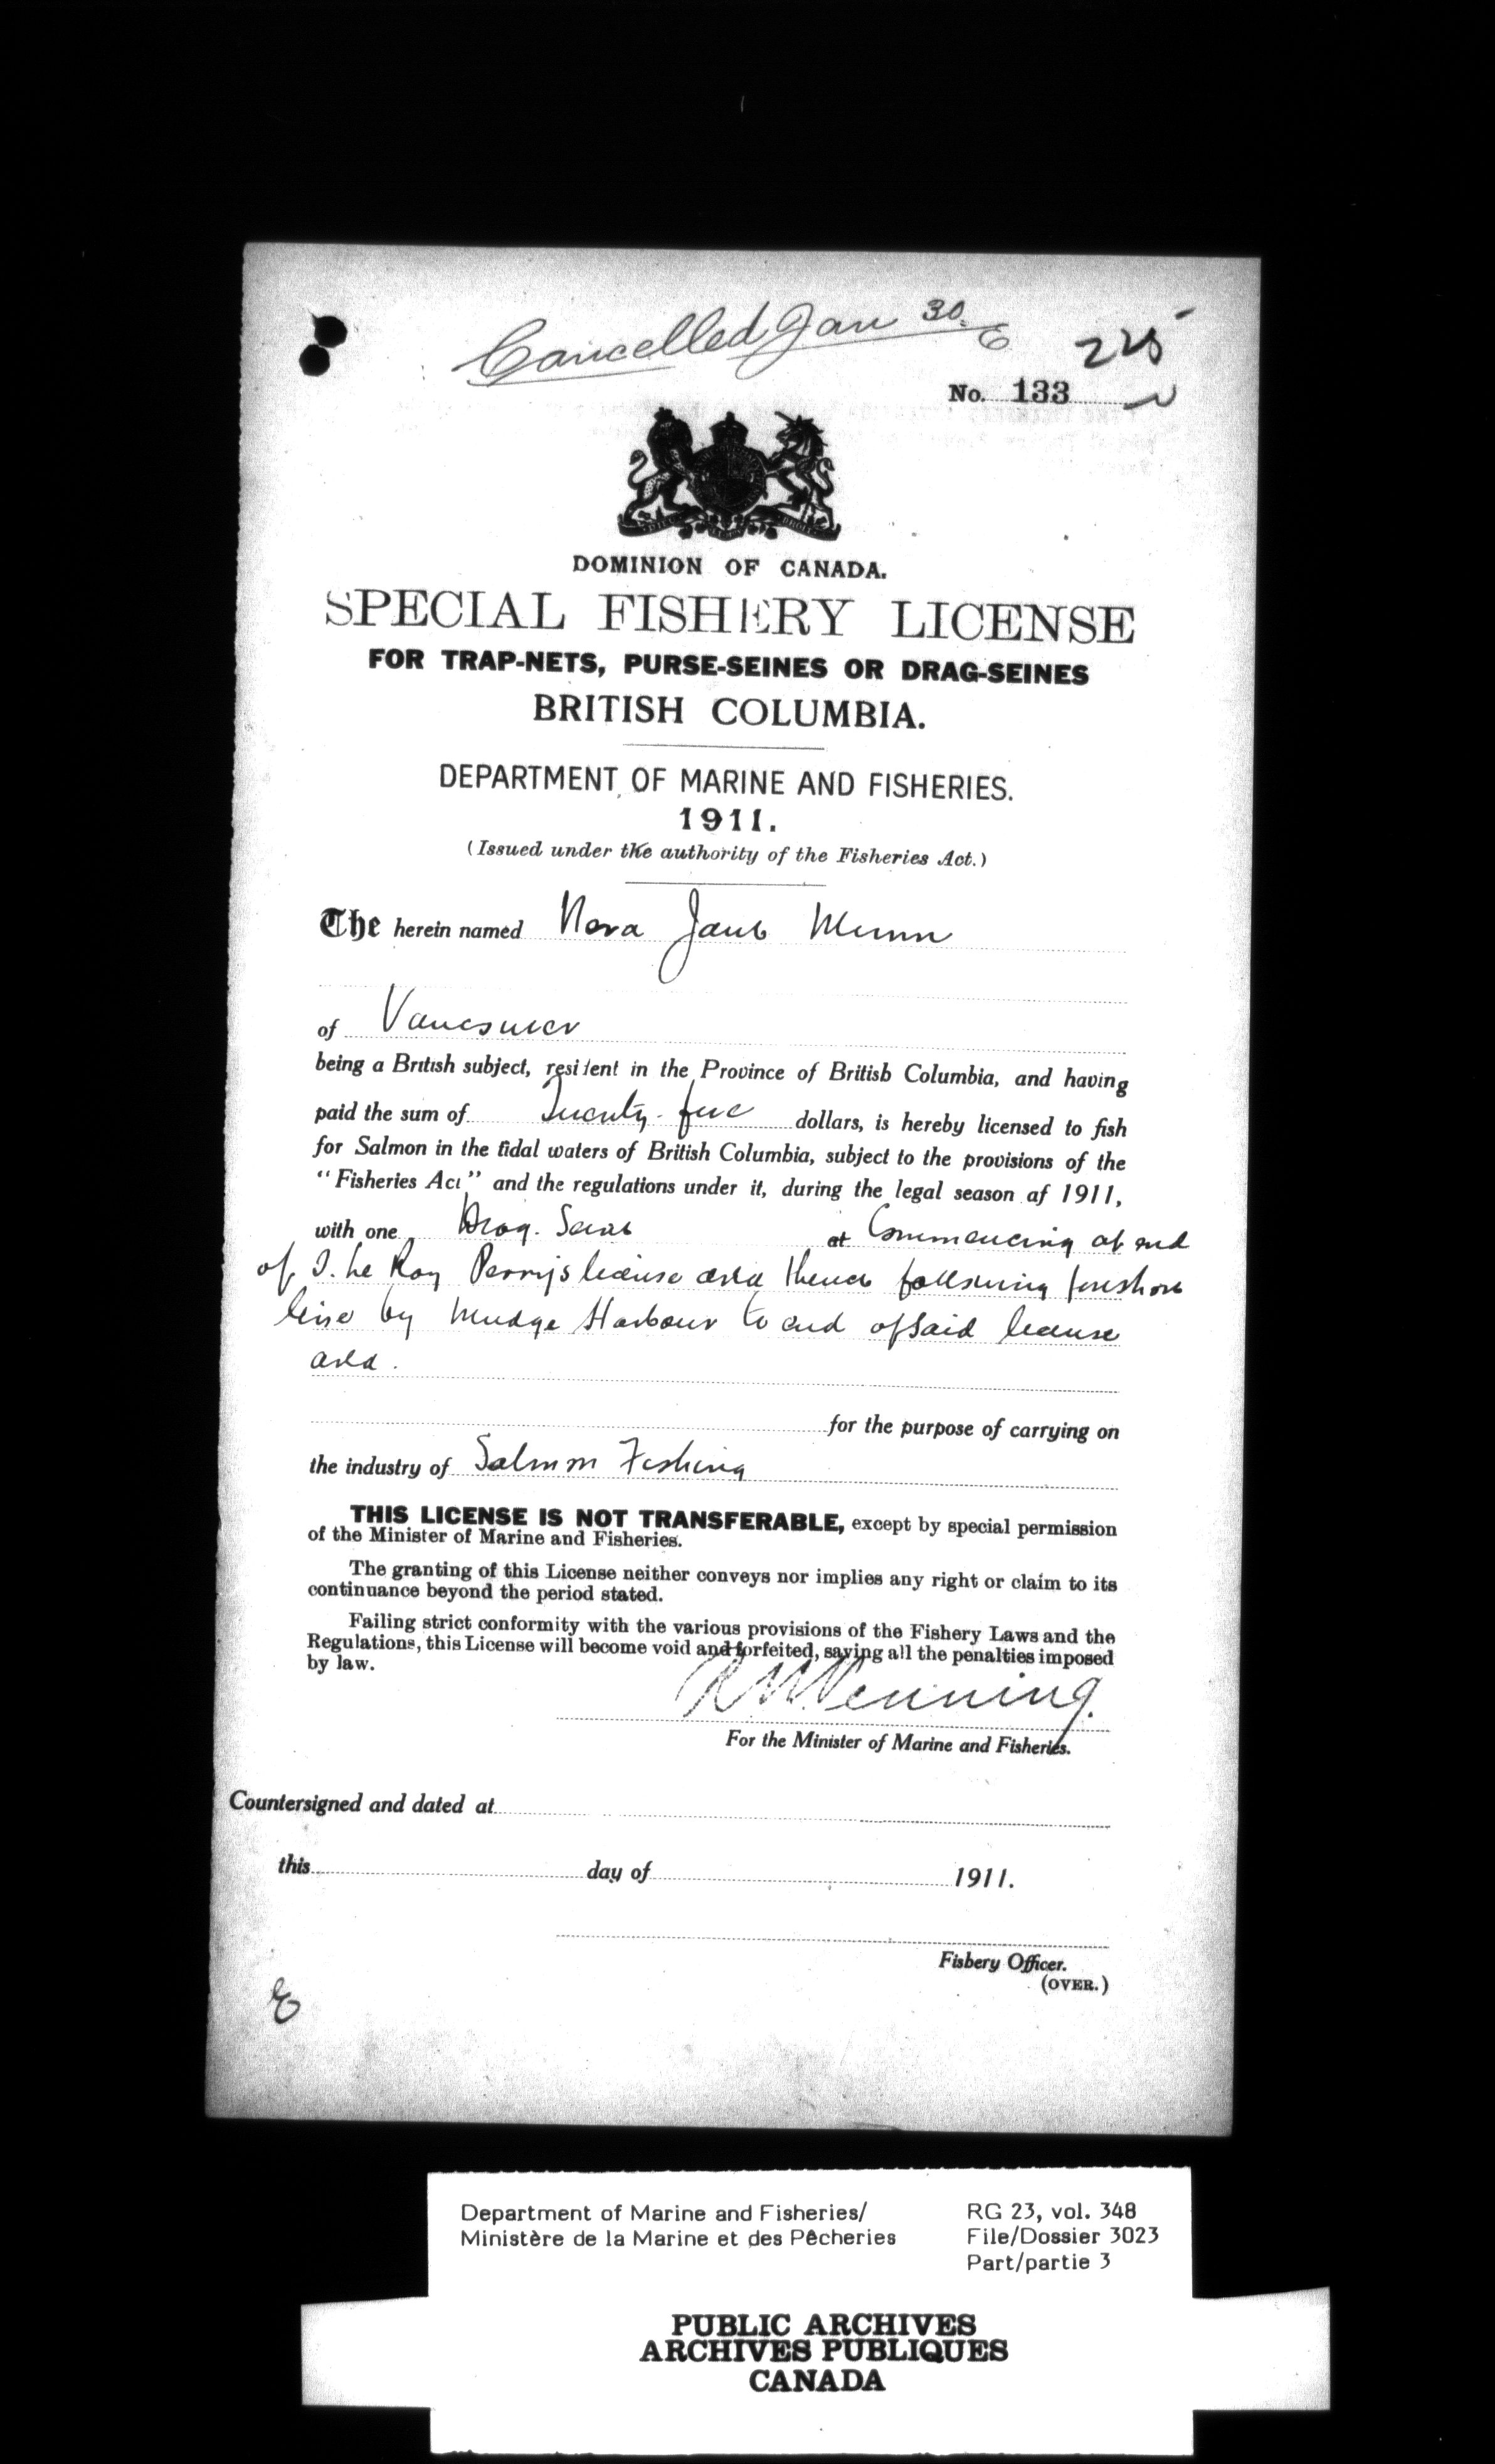 Cancelled Jan 30
225
No. 133
DOMINION OF CANADA.
SPECIAL FISHERY LICENSE
FOR TRAP-NETS, PURSE-SEINES OR DRAG-SEINES
BRITISH COLUMBIA.
DEPARTMENT OF MARINE AND FISHERIES.
1911.
(Issued under the authority of the Fisheries Act.)
The herein named Nora Jane Munn
of Vancouver
being a British subject, resident in the Province of British Columbia, and having
paid the sum of Twenty-five dollars, is hereby licensed to fish
for Salmon in the tidal waters of British Columbia, subject to the provisions of the
"Fisheries Act" and the regulations under it, during the legal season af 1911,
with one Drag. Seine at Commencing at end
of Le Roy Perry's license area thence following foreshore
line by Mudge Harbour to end of said license
area.
for the purpose of carrying on
the industry of Salmon Fishing
THIS LICENSE IS NOT TRANSFERABLE, except by special permission
of the Minister of Marine and Fisheries.
The granting of this License neither conveys nor implies any right or claim to its
continuance beyond the period stated.
Failing strict conformity with the various provisions of the Fishery Laws and the
Regulations, this License will become void and forfeited, saving all the penalties imposed
by law.
R N Venning.
For the Minister of Marine and Fisheries.
Countersigned and dated at
this day of 1911.
Fishery Officer.
(OVER.)
Department of Marine and Fisheries/ RG 23, vol. 348
Ministère de la Marine et des Pêcheries File/Dossier 3023
Part/partie 3
PUBLIC ARCHIVES
ARCHIVES PUBLIQUES
CANADA